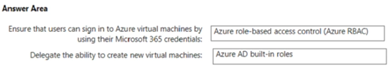 Answer Area
Ensure that users can sign in to Azure virtual machines by
using their Microsoft 365 credentials:
Azure role-based access control (Azure RBAC)
Delegate the ability to create new virtual machines:
Azure AD built-in roles